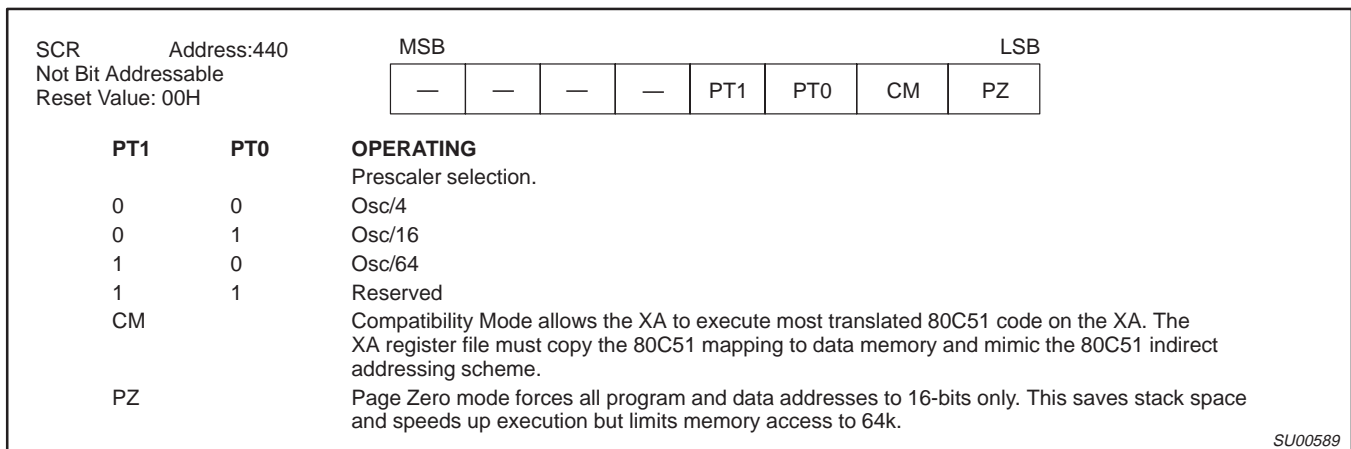 SCR Address:440 MSB LSB
Not Bit Addressable
Reset Value: 00H
— — — — PT1 PT0 CM PZ
PT1 PT0 OPERATING
Prescaler selection.
0 0 Osc/4
0 1 Osc/16
1 0 Osc/64
1 1 Reserved
CM Compatibility Mode allows the XA to execute most translated 80C51 code on the XA. The
XA register file must copy the 80C51 mapping to data memory and mimic the 80C51 indirect
addressing scheme.
PZ Page Zero mode forces all program and data addresses to 16-bits only. This saves stack space
and speeds up execution but limits memory access to 64k.
SU00589